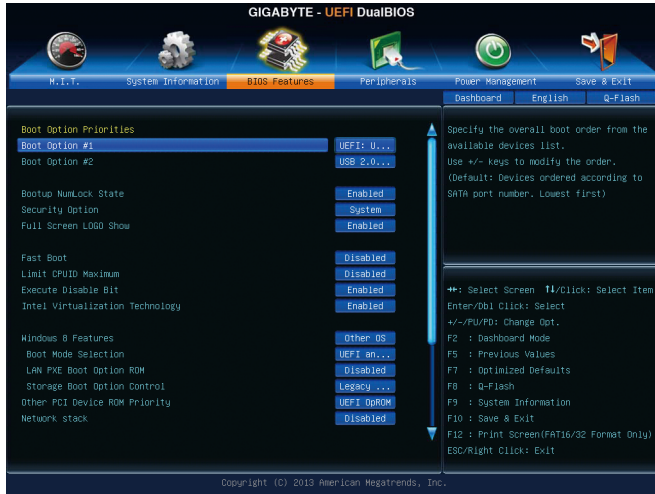 GIGABYTE - UEFI DualBIOS
M.I.T. System Information BIOS Features Peripherals Power Management Save & Exit
Dashboard English Q-Flash
Boot Option Priorities
Boot Option #1 UEFI: U...
Boot Option #2 USB 2.0...
Bootup NumLock State Enabled
Security Option System
Full Screen LOGO Show Enabled
Fast Boot Disabled
Limit CPUID Maximum Disabled
Execute Disable Bit Enabled
Intel Virtualization Technology Enabled
Windows 8 Features Other OS
Boot Mode Selection UEFI an...
LAN PXE Boot Option ROM Disabled
Storage Boot Option Control Legacy ...
Other PCI Device ROM Priority UEFI OpROM
Network stack Disabled
Specify the overall boot order from the
available devices list.
Use +/- keys to modify the order.
(Default: Devices ordered according to
SATA port number. Lowest first)
→←: Select Screen ↑↓/Click: Select Item
Enter/Dbl Click: Select
+/-/PU/PD: Change Opt.
F2 : Dashboard Mode
F5 : Previous Values
F7 : Optimized Defaults
F8 : Q-Flash
F9 : System Information
F10 : Save & Exit
F12 : Print Screen(FAT16/32 Format Only)
ESC/Right Click: Exit
Copyright (C) 2013 American Megatrends, Inc.